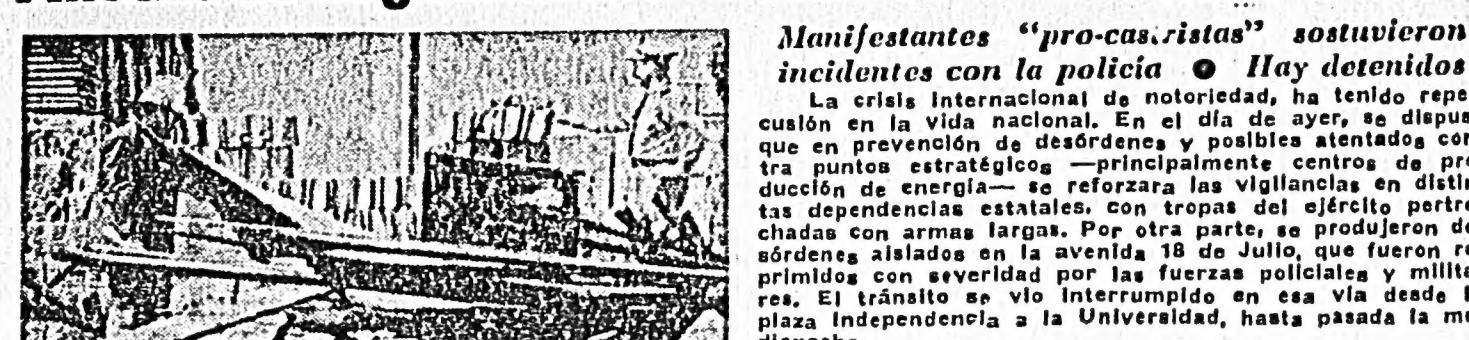 Manifestantes “pro-castristas” sostuvieron
incidentes con la policía ● Hay detenidos
La crisis internacional de notoriedad, ha tenido reper
cusión en la vida nacional. En el día de ayer, se dispus
que en prevención de desórdenes y posibles atentados con
tra puntos estratégicos —principalmente centros de pro
ducción de energía— se reforzara las vigilancias en distin
tas dependencias estatales, con tropas del ejército pertre
chadas con armas largas. Por otra parte, se produjeron de
sórdenes aislados en la avenida 18 de Julio, que fueron re
primidos con severidad por las fuerzas policiales y milita
res. El tránsito se vio interrumpido en esa vía desde l
plaza Independencia a la Universidad, hasta pasada la me